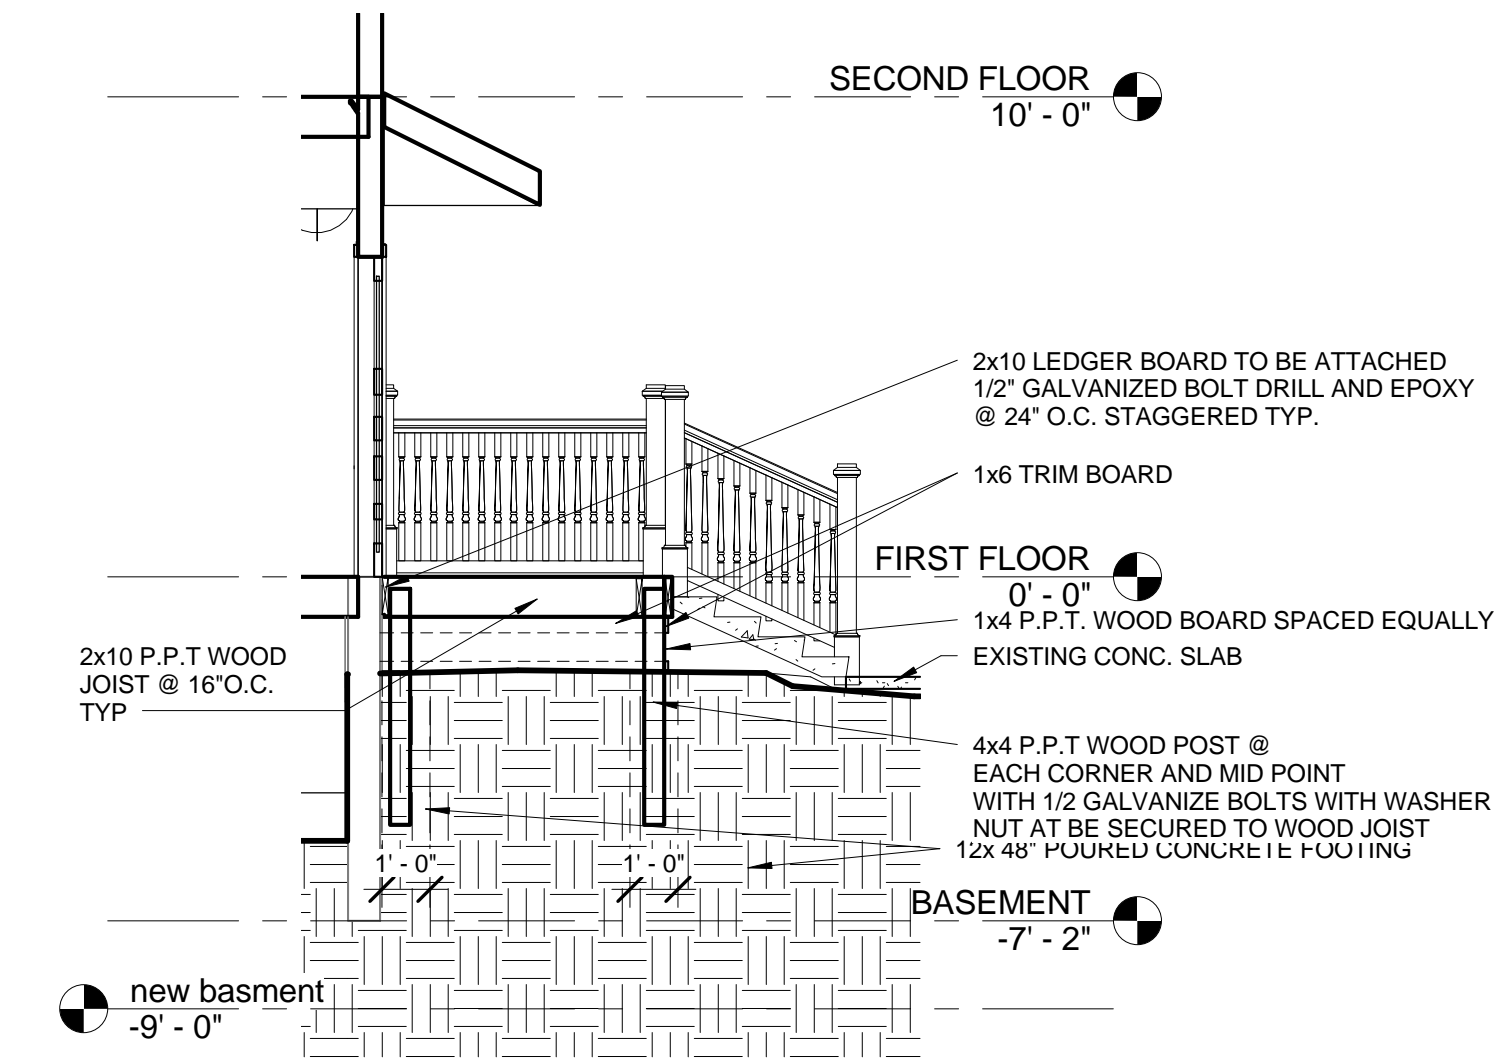 SECOND FLOOR
10' - 0"
2x10 LEDGER BOARD TO BE ATTACHED
1/2" GALVANIZED BOLT DRILL AND EPOXY
@ 24" O.C. STAGGERED TYP.
1x6 TRIM BOARD
FIRST FLOOR
0' - 0"
1x4 P.P.T. WOOD BOARD SPACED EQUALLY
EXISTING CONC. SLAB
2x10 P.P.T WOOD
JOIST @ 16"O.C.
TYP
4x4 P.P.T WOOD POST @
EACH CORNER AND MID POINT
WITH 1/2 GALVANIZE BOLTS WITH WASHER
NUT AT BE SECURED TO WOOD JOIST
12x 48" POURED CONCRETE FOOTING
1' - 0"
1' - 0"
BASEMENT
-7' - 2"
new basment
-9' - 0"